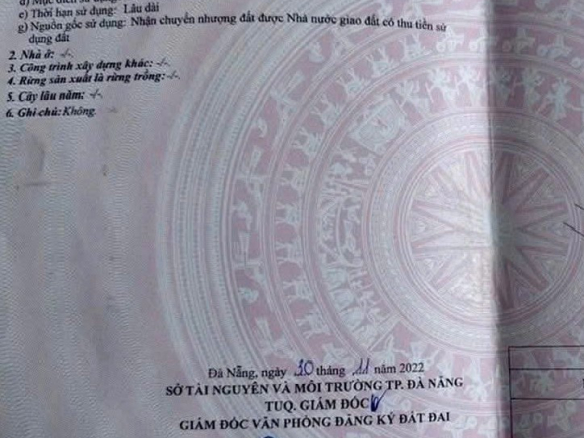 e) Thời hạn sử dụng: Lâu dài
g) Nguồn gốc sử dụng: Nhận chuyển nhượng đất được Nhà nước giao đất có thu tiền sử
dụng đất
2. Nhà ở: -/-
3. Công trình xây dựng khác: -/-
4. Rừng sản xuất là rừng trồng: -/-
5. Cây lâu năm: -/-
6. Ghi chú: Không.
Đà Nẵng, ngày 30 tháng 11 năm 2022
SỞ TÀI NGUYÊN VÀ MÔI TRƯỜNG TP. ĐÀ NẴNG
TUQ. GIÁM ĐỐC
GIÁM ĐỐC VĂN PHÒNG ĐĂNG KÝ ĐẤT ĐAI